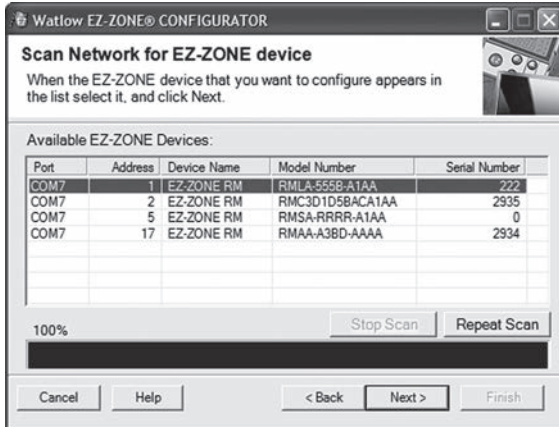 Watlow EZ-ZONE® CONFIGURATOR
Scan Network for EZ-ZONE device
When the EZ-ZONE device that you want to configure appears in
the list select it, and click Next.
Available EZ-ZONE Devices:
Port Address Device Name Model Number Serial Number
COM7 1 EZ-ZONE RM RMLA-555B-A1AA 222
COM7 2 EZ-ZONE RM RMC3D1D5BACA1AA 2935
COM7 5 EZ-ZONE RM RMSA-RRRR-A1AA 0
COM7 17 EZ-ZONE RM RMAA-A3BD-AAAA 2934
100% Stop Scan Repeat Scan
Cancel Help < Back Next > Finish